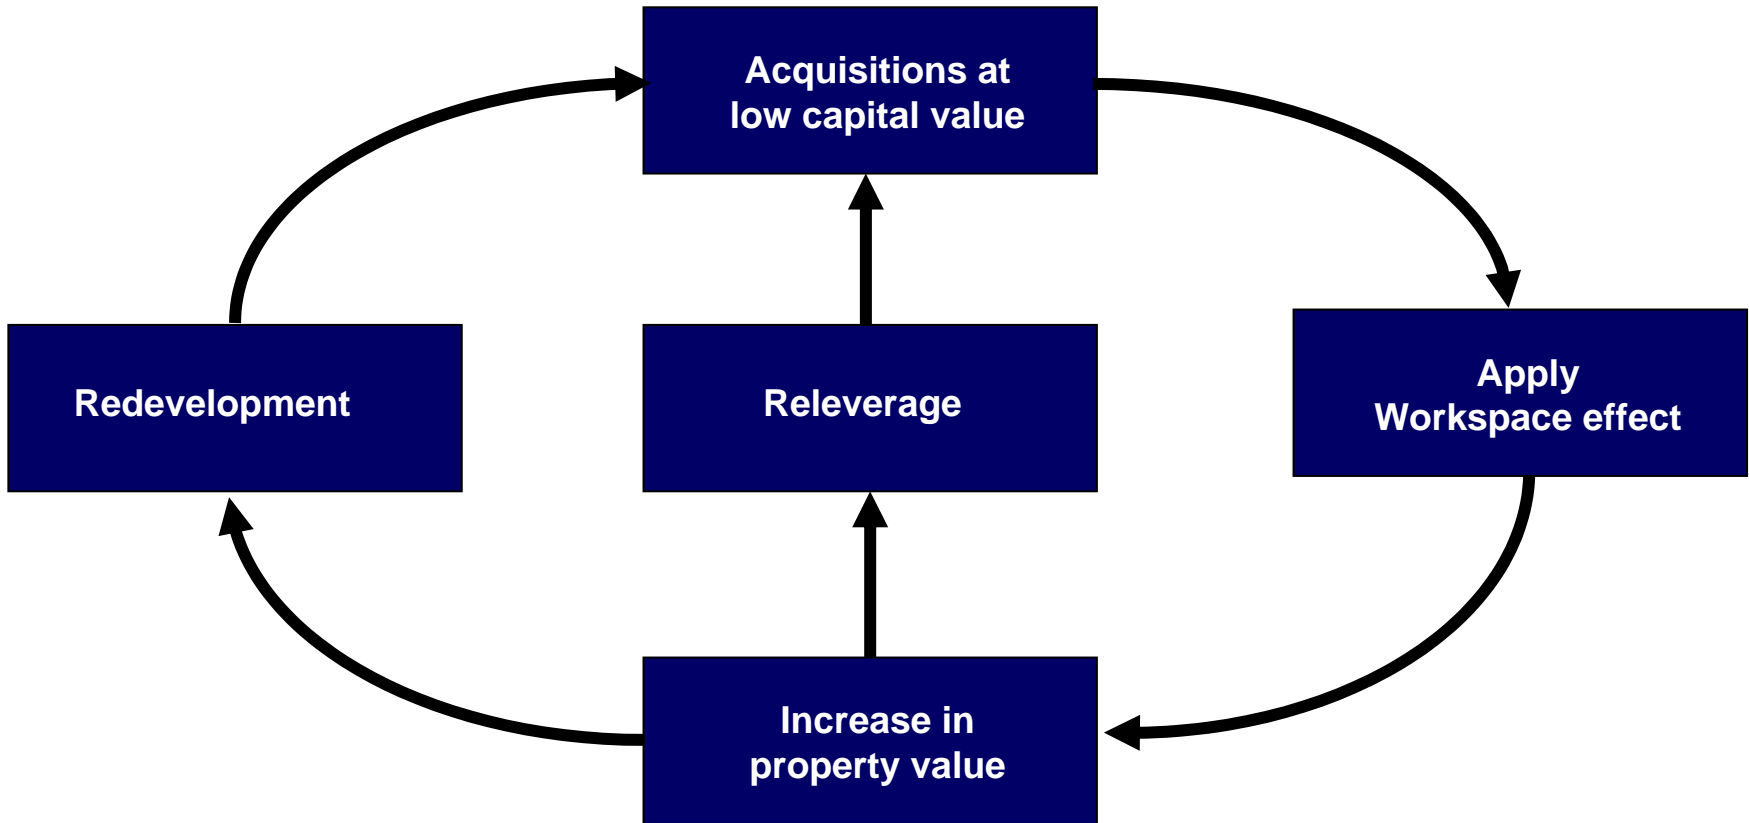 Acquisitions at
low capital value
Redevelopment
Releverage
Apply
Workspace effect
Increase in
property value